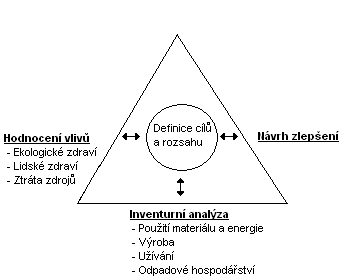 Definice cílů
a rozsahu
Hodnocení vlivů
- Ekologické zdraví
- Lidské zdraví
- Ztráta zdrojů
Návrh zlepšení
Inventurní analýza
- Použití materiálu a energie
- Výroba
- Užívání
- Odpadové hospodářství